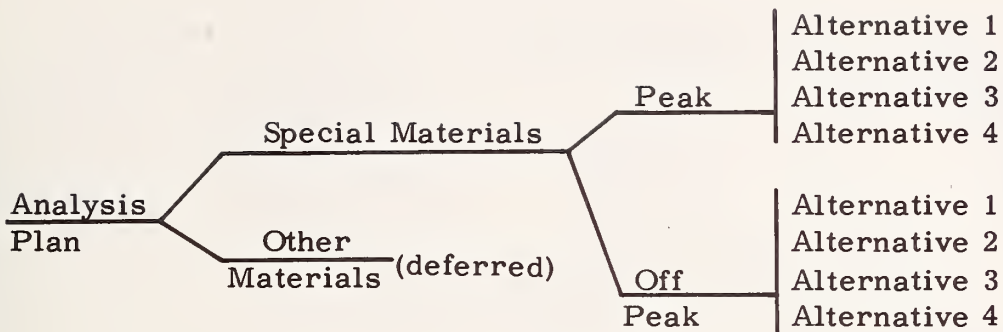 Analysis
Plan
Special Materials
Other
Materials (deferred)
Peak
Alternative 1
Alternative 2
Alternative 3
Alternative 4
Off
Peak
Alternative 1
Alternative 2
Alternative 3
Alternative 4